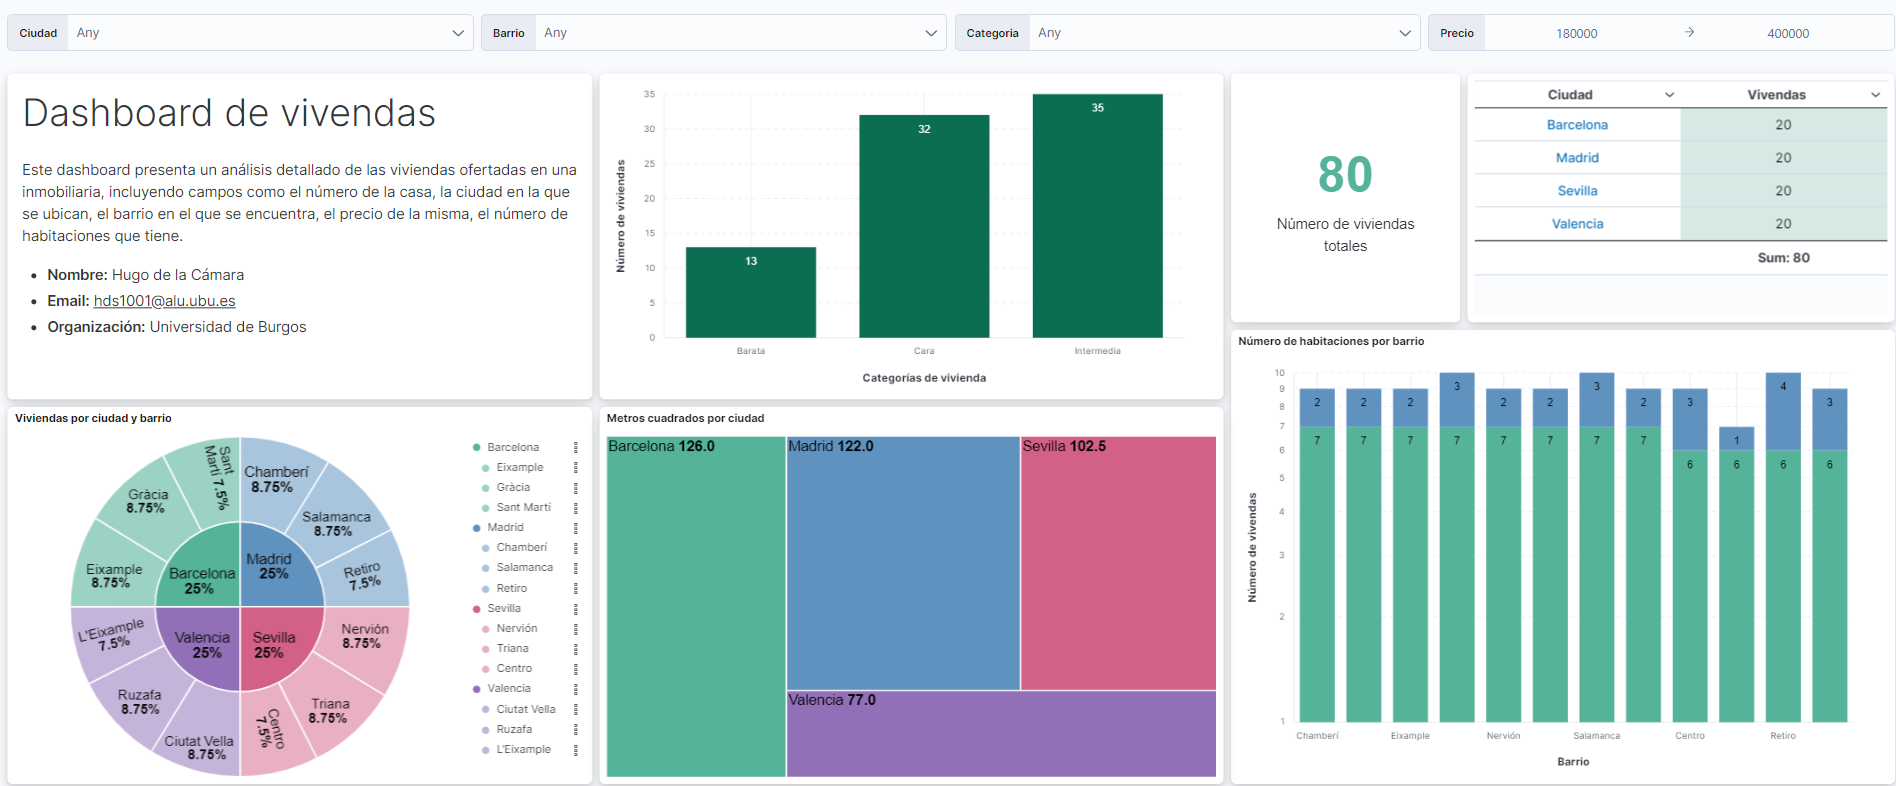 Ciudad Any
Barrio Any
Categoria Any
Precio 180000 → 400000
Dashboard de vivendas
Este dashboard presenta un análisis detallado de las viviendas ofertadas en una
inmobiliaria, incluyendo campos como el número de la casa, la ciudad en la que
se ubican, el barrio en el que se encuentra, el precio de la misma, el número de
habitaciones que tiene.
• Nombre: Hugo de la Cámara
• Email: hds1001@alu.ubu.es
• Organización: Universidad de Burgos
Número de viviendas
35
30
25
20
15
10
5
0
13
32
35
Barata Cara Intermedia
Categorías de vivienda
80
Número de viviendas
totales
Ciudad Vivendas
Barcelona 20
Madrid 20
Sevilla 20
Valencia 20
Sum: 80
Viviendas por ciudad y barrio
Sant
Martí 7.5%
Chamberí
8.75%
Gràcia
8.75%
Salamanca
8.75%
Eixample
8.75%
Barcelona
25%
Madrid
25%
Retiro
7.5%
L'Eixample
7.5%
Valencia
25%
Sevilla
25%
Nervión
8.75%
Ruzafa
8.75%
Triana
8.75%
Ciutat Vella
8.75%
Centro
7.5%
Barcelona
Eixample
Gràcia
Sant Martí
Madrid
Chamberí
Salamanca
Retiro
Sevilla
Nervión
Triana
Centro
Valencia
Ciutat Vella
Ruzafa
L'Eixample
Metros cuadrados por ciudad
Barcelona 126.0
Madrid 122.0
Sevilla 102.5
Valencia 77.0
Número de habitaciones por barrio
Número de vivendas
10
9
8
7
6
5
4
3
2
1
2 2 2 3 2 2 3 2 3 1 4 3
7 7 7 7 7 7 7 7 6 6 6 6
Chamberí Eixample Nervión Salamanca Centro Retiro
Barrio